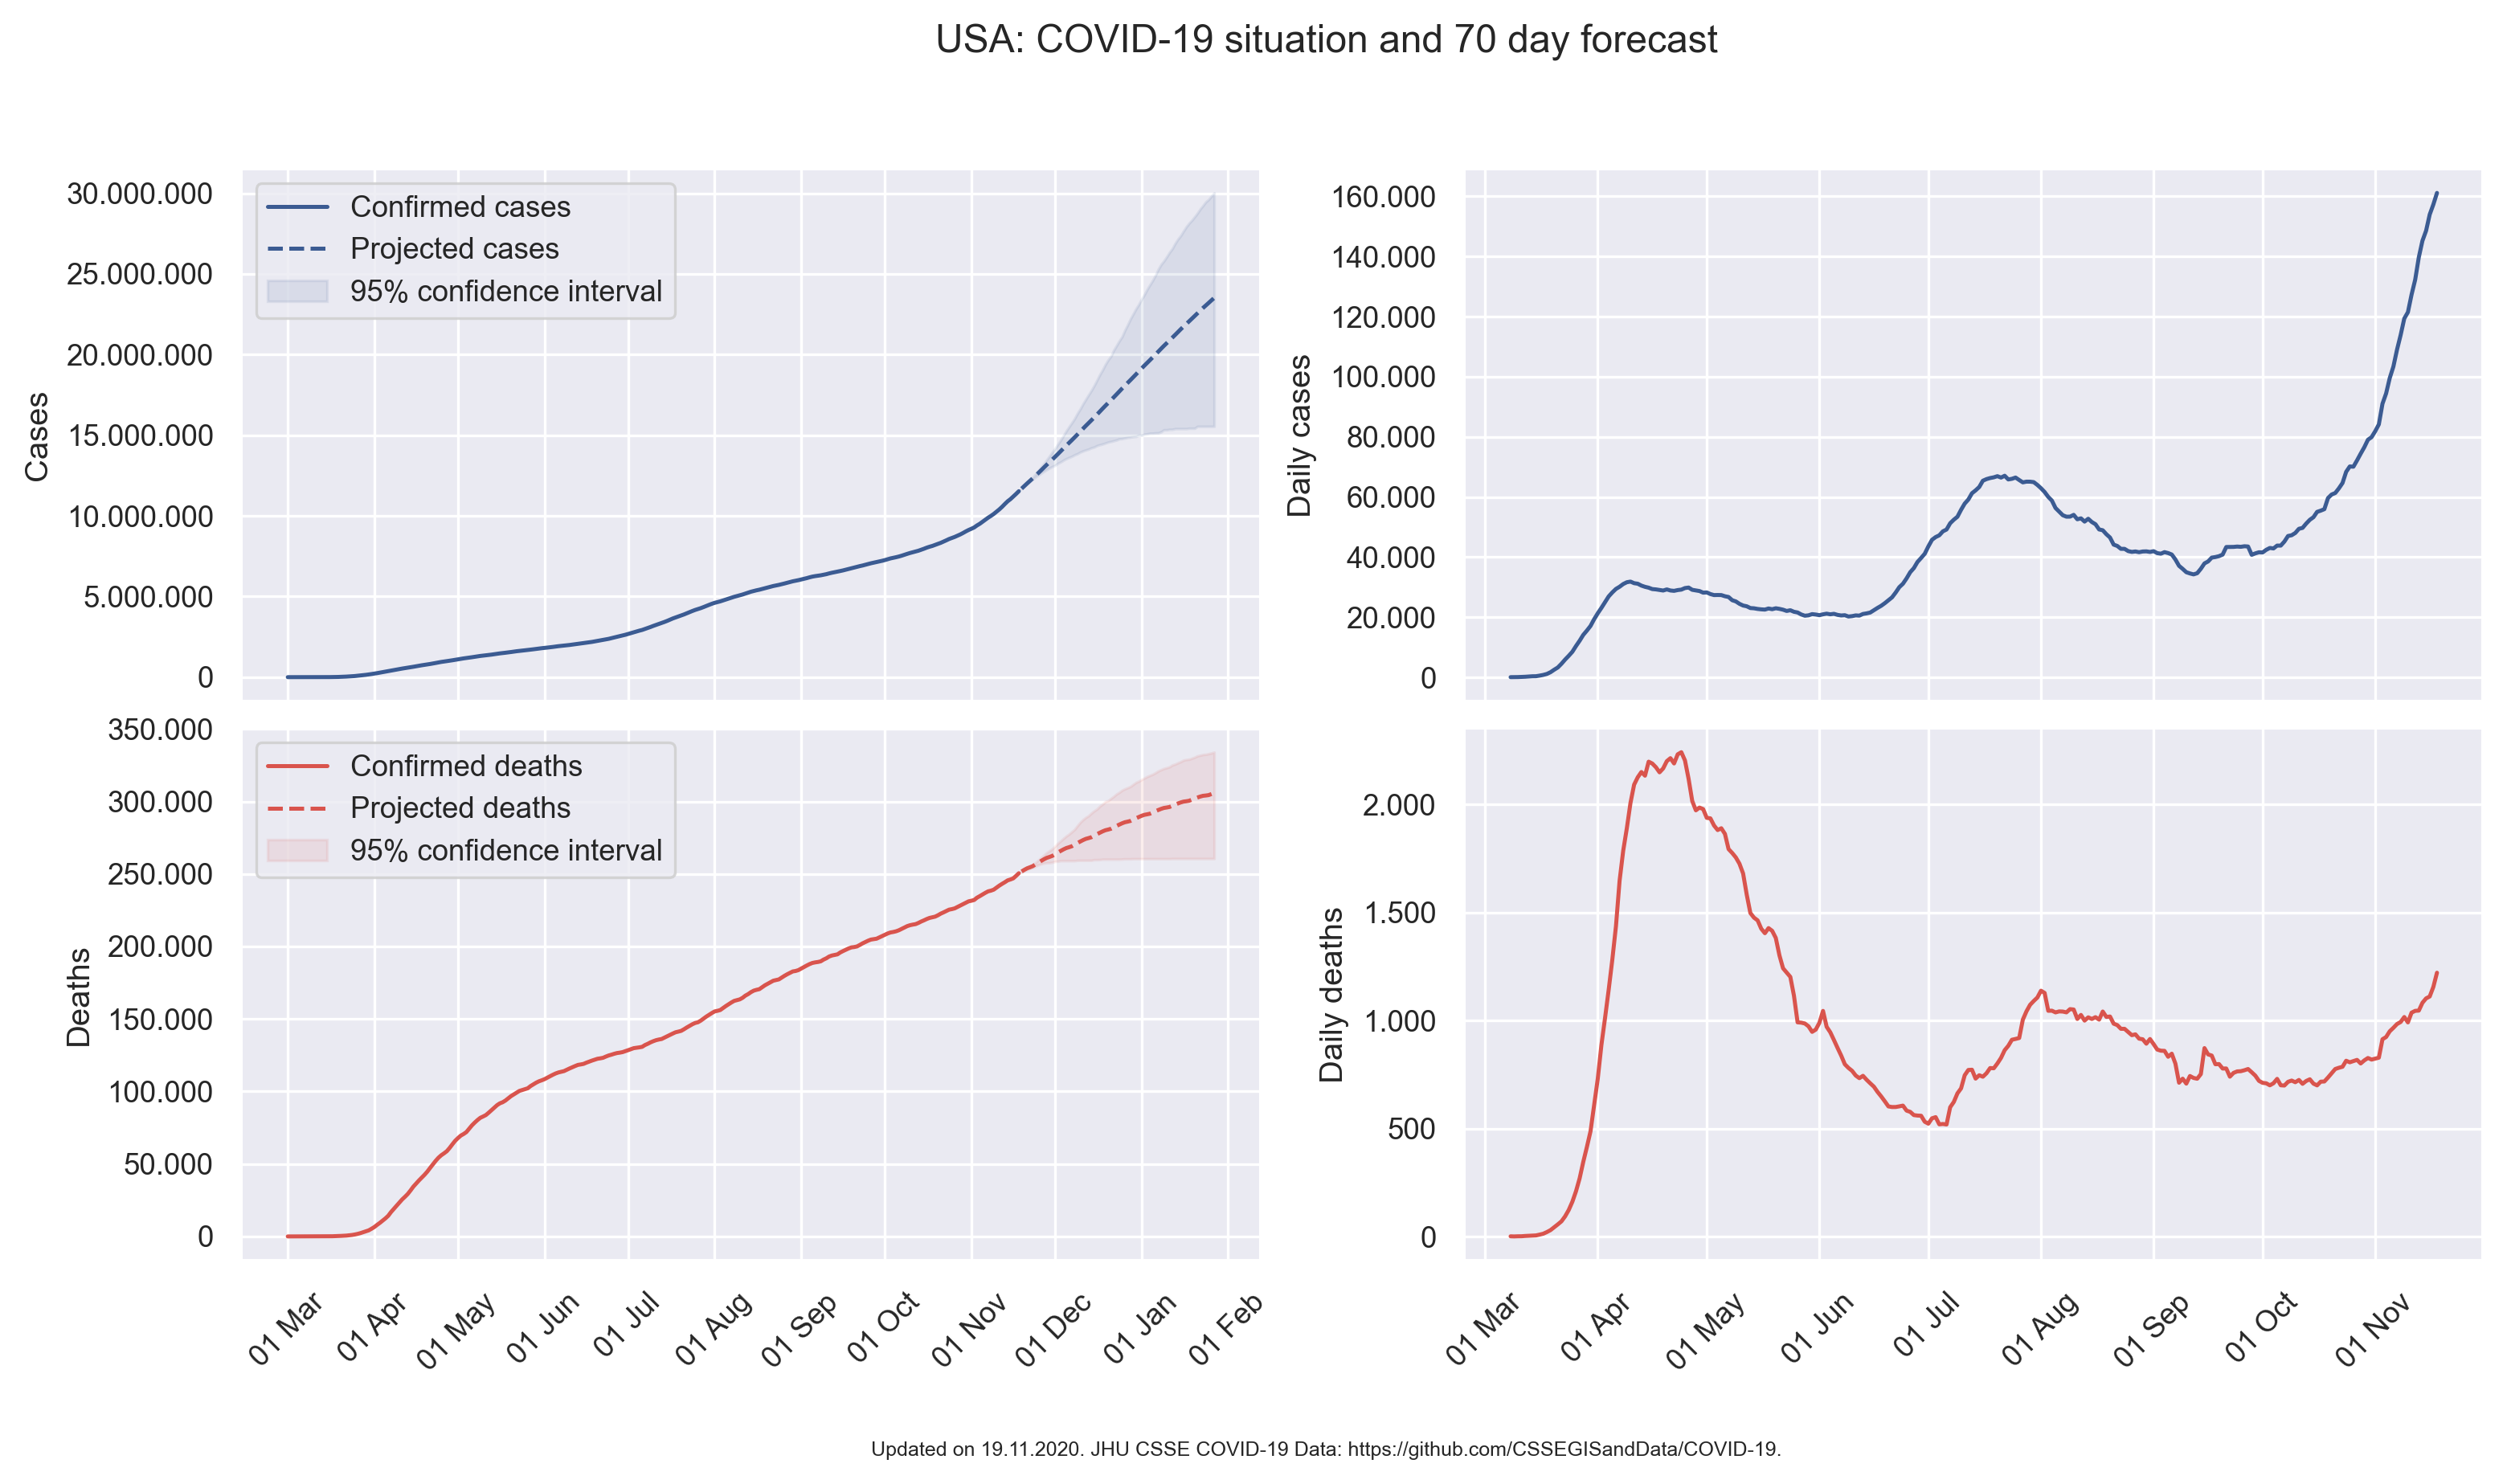 USA: COVID-19 situation and 70 day forecast
30.000.000
25.000.000
20.000.000
15.000.000
10.000.000
5.000.000
0
Cases
Confirmed cases
Projected cases
95% confidence interval
160.000
140.000
120.000
100.000
80.000
60.000
40.000
20.000
0
Daily cases
350.000
300.000
250.000
200.000
150.000
100.000
50.000
0
Deaths
Confirmed deaths
Projected deaths
95% confidence interval
01 Mar
01 Apr
01 May
01 Jun
01 Jul
01 Aug
01 Sep
01 Oct
01 Nov
01 Dec
01 Jan
01 Feb
2.000
1.500
1.000
500
0
Daily deaths
01 Mar
01 Apr
01 May
01 Jun
01 Jul
01 Aug
01 Sep
01 Oct
01 Nov
Updated on 19.11.2020. JHU CSSE COVID-19 Data: https://github.com/CSSEGISandData/COVID-19.